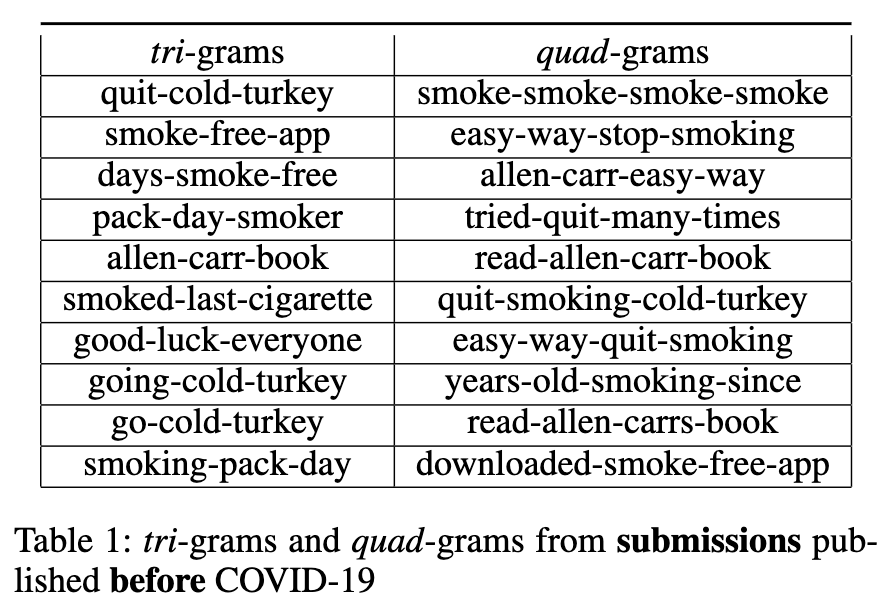 tri-grams quad-grams
quit-cold-turkey smoke-smoke-smoke-smoke
smoke-free-app easy-way-stop-smoking
days-smoke-free allen-carr-easy-way
pack-day-smoker tried-quit-many-times
allen-carr-book read-allen-carr-book
smoked-last-cigarette quit-smoking-cold-turkey
good-luck-everyone easy-way-quit-smoking
going-cold-turkey years-old-smoking-since
go-cold-turkey read-allen-carrs-book
smoking-pack-day downloaded-smoke-free-app
Table 1: tri-grams and quad-grams from submissions pub-
lished before COVID-19